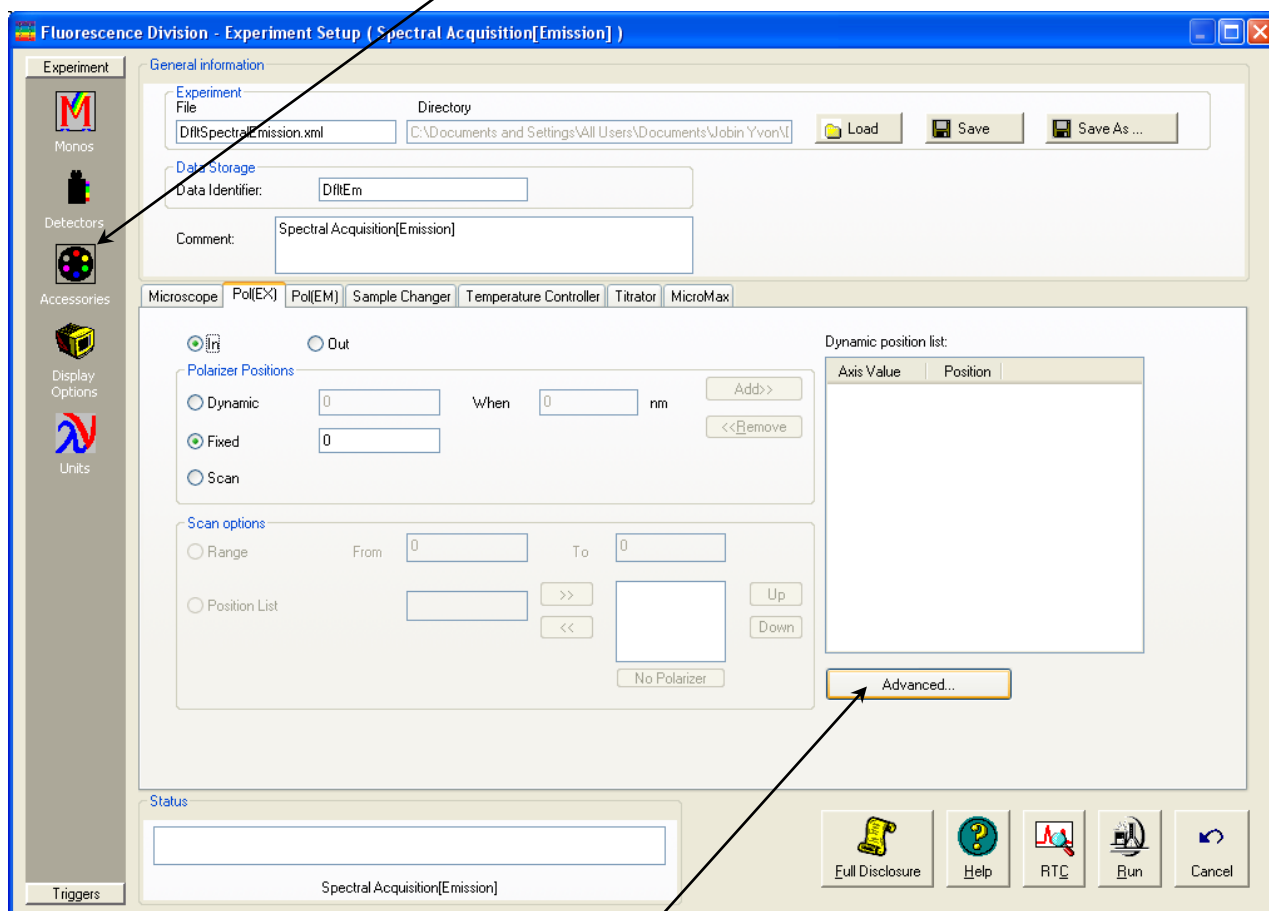 Fluorescence Division - Experiment Setup ( Spectral Acquisition[Emission] )
Experiment
Monos
Detectors
Accessories
Display
Options
Units
Triggers
General information
Experiment
File
Directory
DfltSpectralEmission.xml
C:\Documents and Settings\All Users\Documents\Jobin Yvon\
Load
Save
Save As ...
Data Storage
Data Identifier:
DfltEm
Comment:
Spectral Acquisition[Emission]
Microscope
Pol(EX)
Pol(EM)
Sample Changer
Temperature Controller
Titrator
MicroMax
In
Out
Polarizer Positions
Dynamic
0
When
0
nm
Add>>
<<Remove
Fixed
0
Scan
Scan options
Range
From
0
To
0
Position List
>>
<<
Up
Down
No Polarizer
Dynamic position list:
Axis Value
Position
Advanced...
Status
Spectral Acquisition[Emission]
Full Disclosure
Help
RTC
Run
Cancel